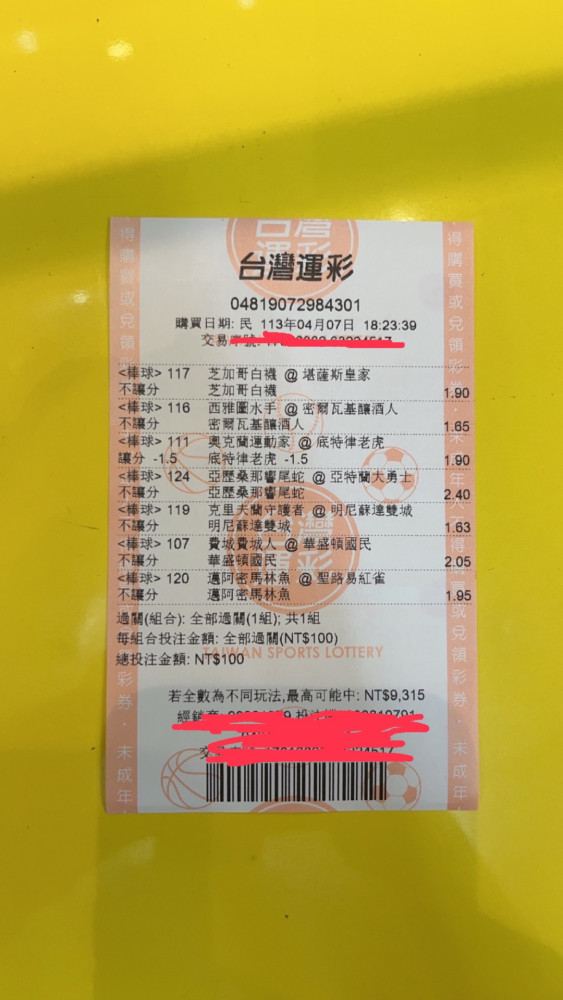 台灣運彩
04819072984301
購買日期: 民 113年04月07日 18:23:39
<棒球> 117 芝加哥白襪 @ 堪薩斯皇家
不讓分 芝加哥白襪 1.90
<棒球> 116 西雅圖水手 @ 密爾瓦基釀酒人
不讓分 密爾瓦基釀酒人 1.65
<棒球> 111 奧克蘭運動家 @ 底特律老虎
讓分 -1.5 底特律老虎 -1.5 1.90
<棒球> 124 亞歷桑那響尾蛇 @ 亞特蘭大勇士
不讓分 亞歷桑那響尾蛇 2.40
<棒球> 119 克里夫蘭守護者 @ 明尼蘇達雙城
不讓分 明尼蘇達雙城 1.63
<棒球> 107 費城費城人 @ 華盛頓國民
不讓分 華盛頓國民 2.05
<棒球> 120 邁阿密馬林魚 @ 聖路易紅雀
不讓分 邁阿密馬林魚 1.95
過關(組合): 全部過關(1組); 共1組
每組合投注金額: 全部過關(NT$100)
總投注金額: NT$100
TAIWAN SPORTS LOTTERY
若全數為不同玩法,最高可能中: NT$9,315